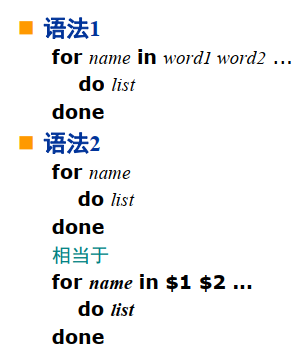 语法1
for name in word1 word2 ...
do list
done
语法2
for name
do list
done
相当于
for name in $1 $2 ...
do list
done